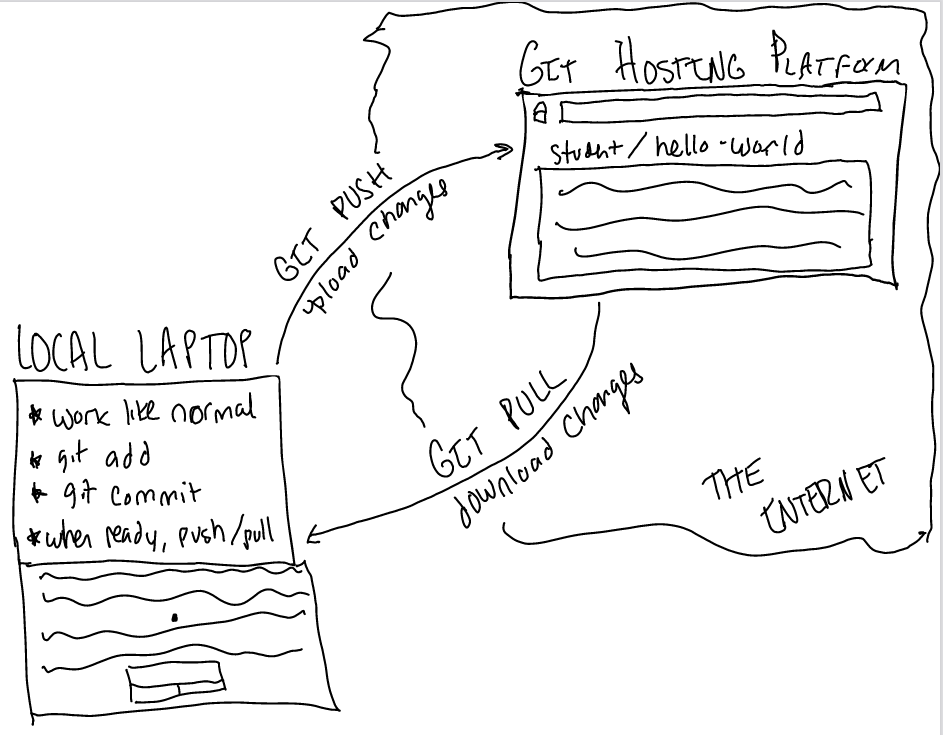 GIT HOSTING PLATFORM
student/hello-world
GIT PUSH
upload changes
LOCAL LAPTOP
* work like normal
* git add
* git commit
* when ready, push/pull
GIT PULL
download changes
THE
INTERNET